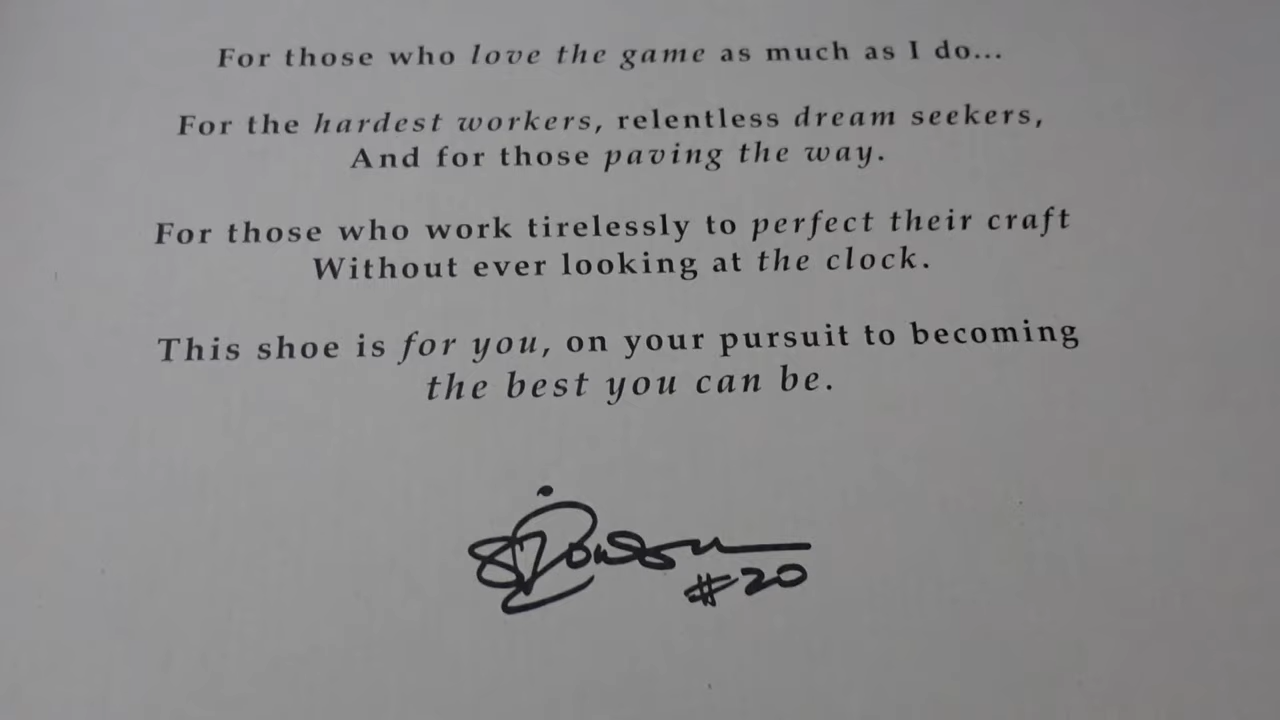 For those who love the game as much as I do...
For the hardest workers, relentless dream seekers,
And for those paving the way.
For those who work tirelessly to perfect their craft
Without ever looking at the clock.
This shoe is for you, on your pursuit to becoming
the best you can be.
#20